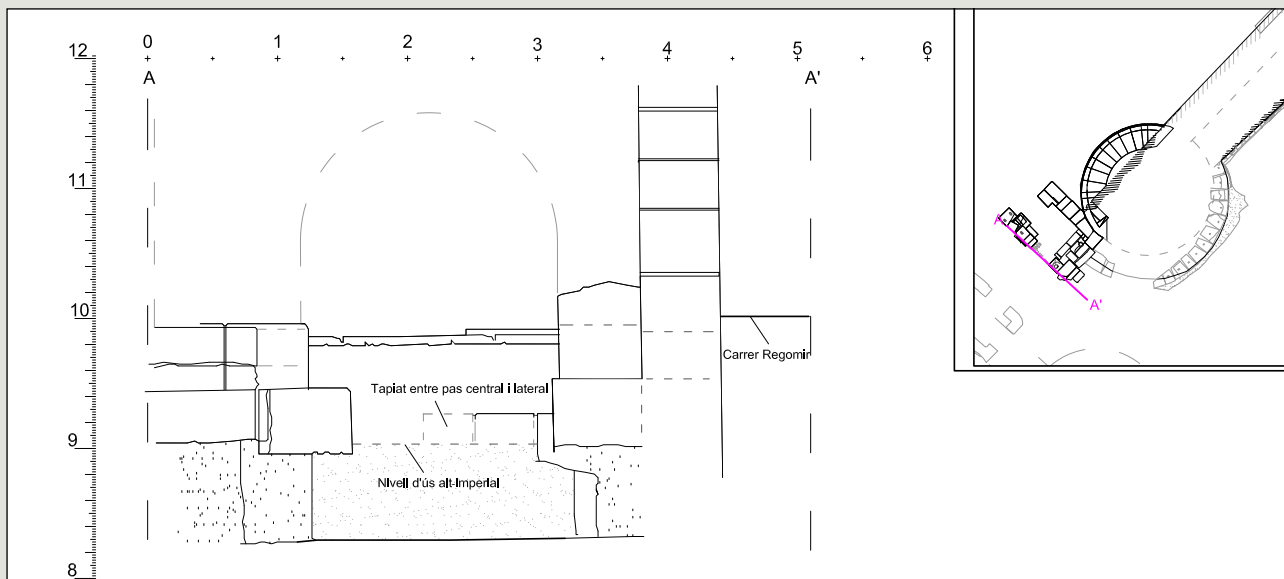 0 1 2 3 4 5 6
12
A A'
11
A
A'
10
Carrer Regomir
Tapiat entre pas central i lateral
9
Nivell d'ús alt-Imperial
8